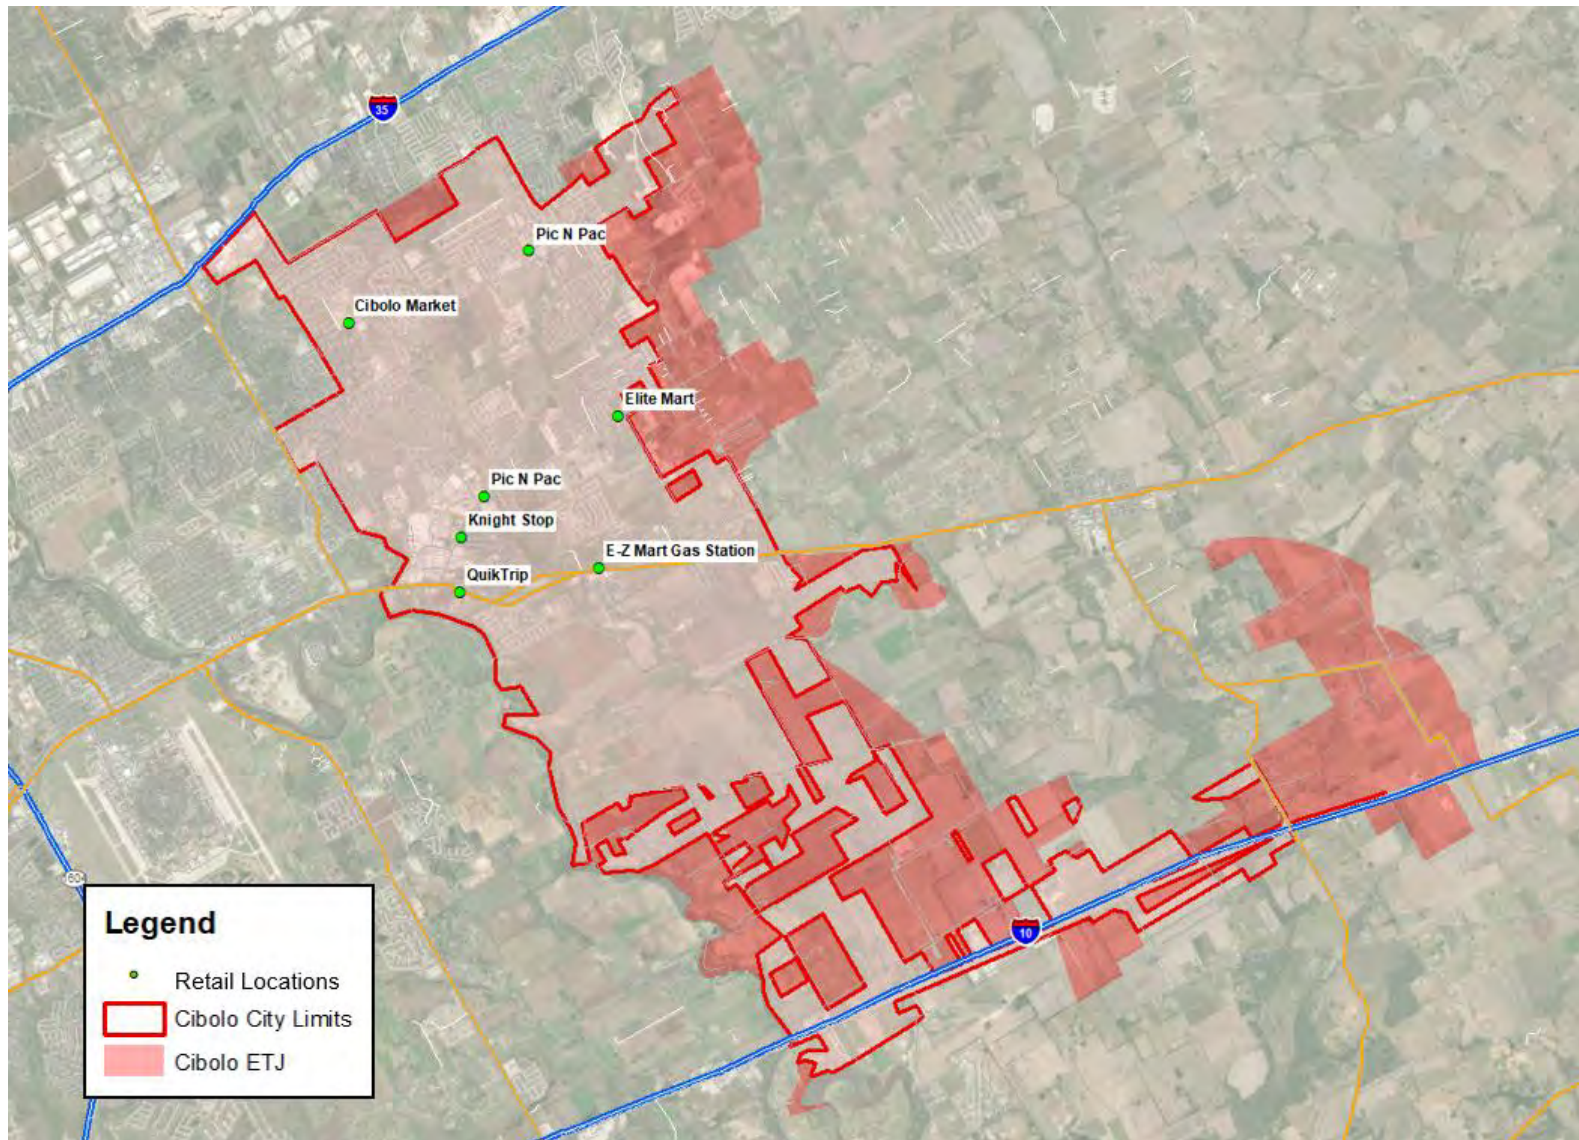 35
Pic N Pac
Cibolo Market
Elite Mart
Pic N Pac
Knight Stop
E-Z Mart Gas Station
QuikTrip
10
Legend
Retail Locations
Cibolo City Limits
Cibolo ETJ